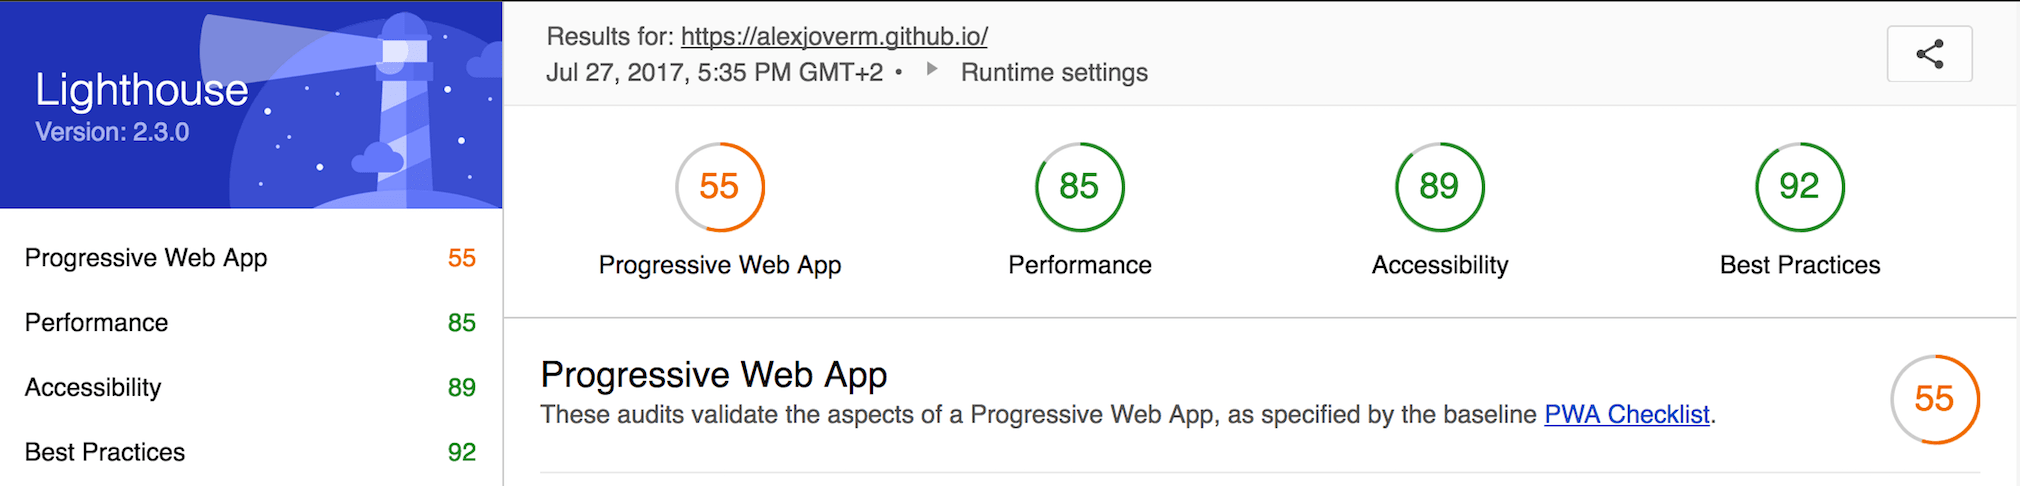 Lighthouse
Version: 2.3.0
Progressive Web App 55
Performance 85
Accessibility 89
Best Practices 92
Results for: https://alexjoverm.github.io/
Jul 27, 2017, 5:35 PM GMT+2 • Runtime settings
55 85 89 92
Progressive Web App Performance Accessibility Best Practices
Progressive Web App
These audits validate the aspects of a Progressive Web App, as specified by the baseline PWA Checklist.
55